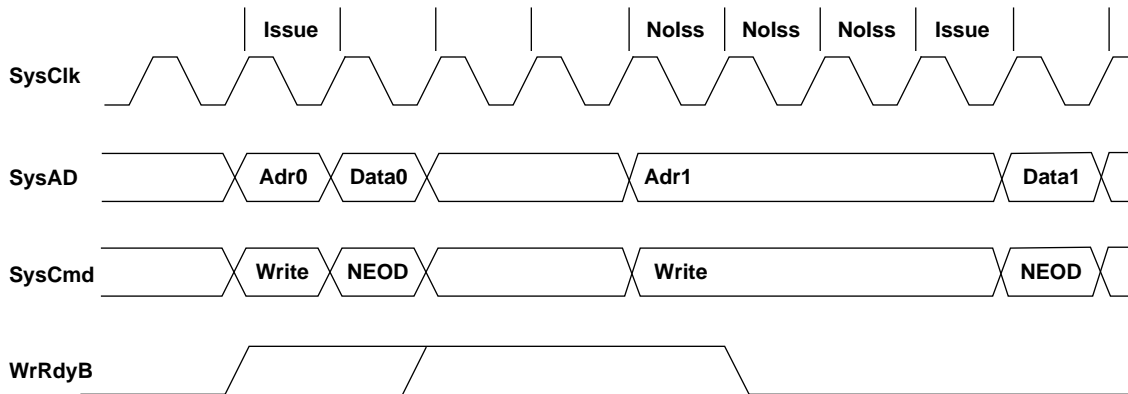 Issue NoIss NoIss NoIss Issue
SysClk
SysAD Adr0 Data0 Adr1 Data1
SysCmd Write NEOD Write NEOD
WrRdyB